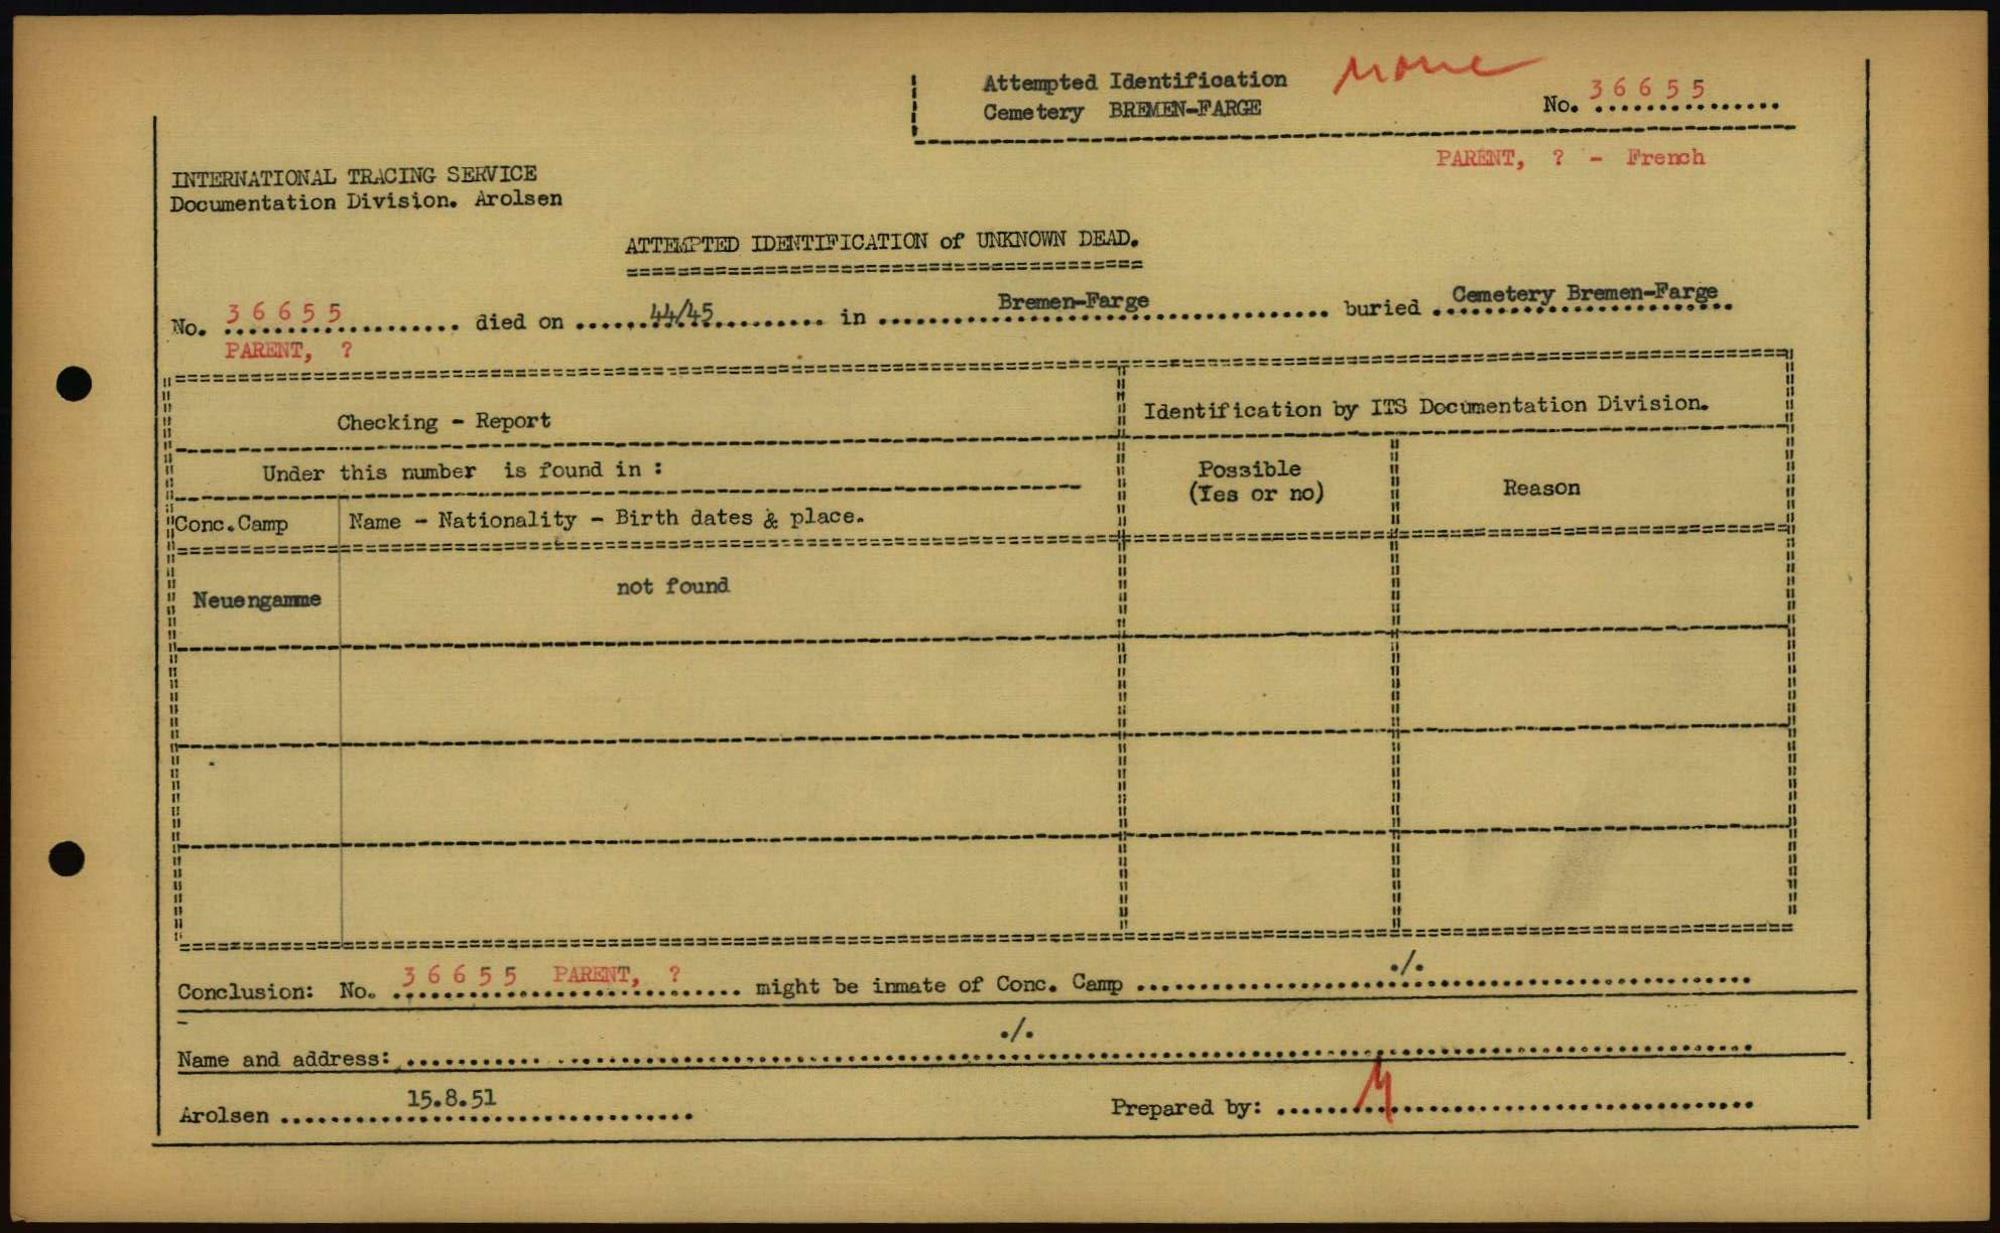 Attempted Identification none
Cemetery BREMEN-FARGE No. 36655
PARENT, ? - French
INTERNATIONAL TRACING SERVICE
Documentation Division. Arolsen
ATTEMPTED IDENTIFICATION of UNKNOWN DEAD.
No. 36655 died on 44/45 in Bremen-Farge buried Cemetery Bremen-Farge
PARENT, ?
Checking - Report
Identification by ITS Documentation Division.
Under this number is found in :
Possible
(Yes or no)
Reason
Conc.Camp Name - Nationality - Birth dates & place.
Neuengamme not found
Conclusion: No. 36655 PARENT, ? might be inmate of Conc. Camp ./.
Name and address: ./.
Arolsen 15.8.51 Prepared by: